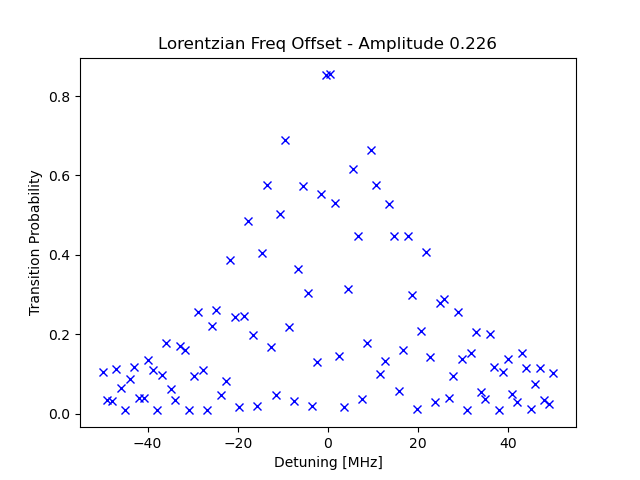 Lorentzian Freq Offset - Amplitude 0.226
Transition Probability
0.8
0.6
0.4
0.2
0.0
−40 −20 0 20 40
Detuning [MHz]